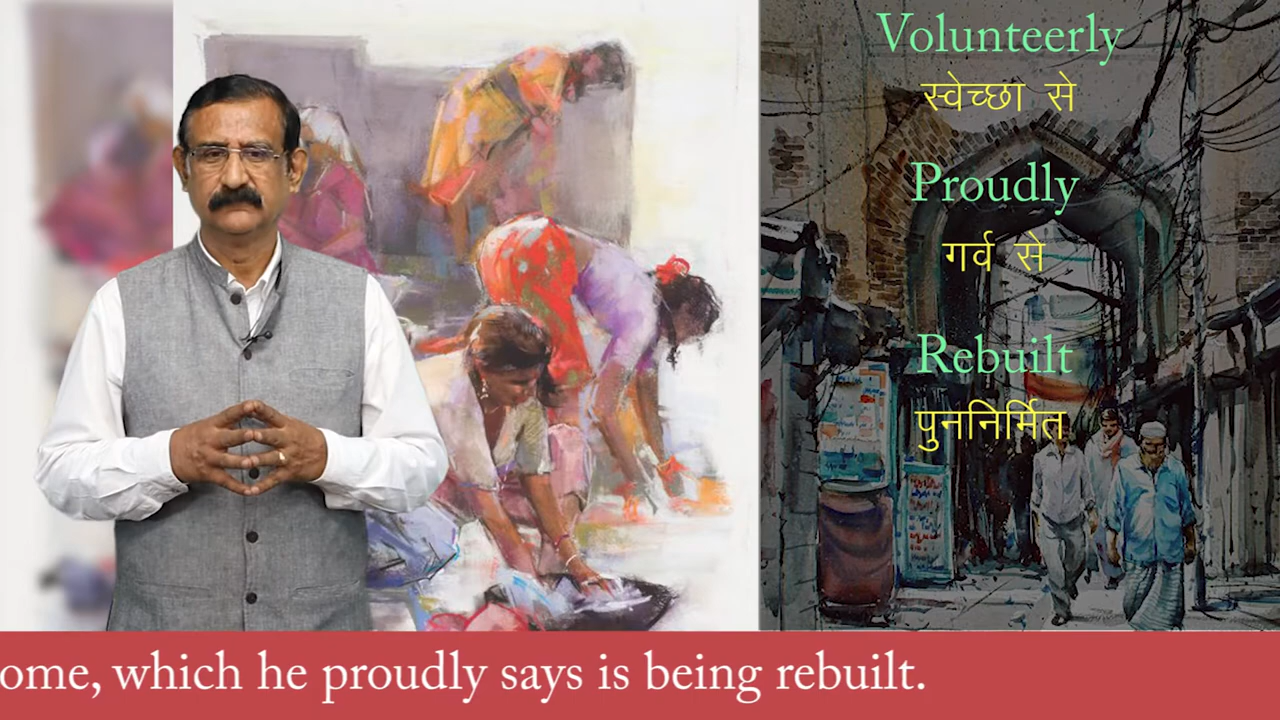 Volunteerly
स्वेच्छा से
Proudly
गर्व से
Rebuilt
पुननिर्मित
ome, which he proudly says is being rebuilt.